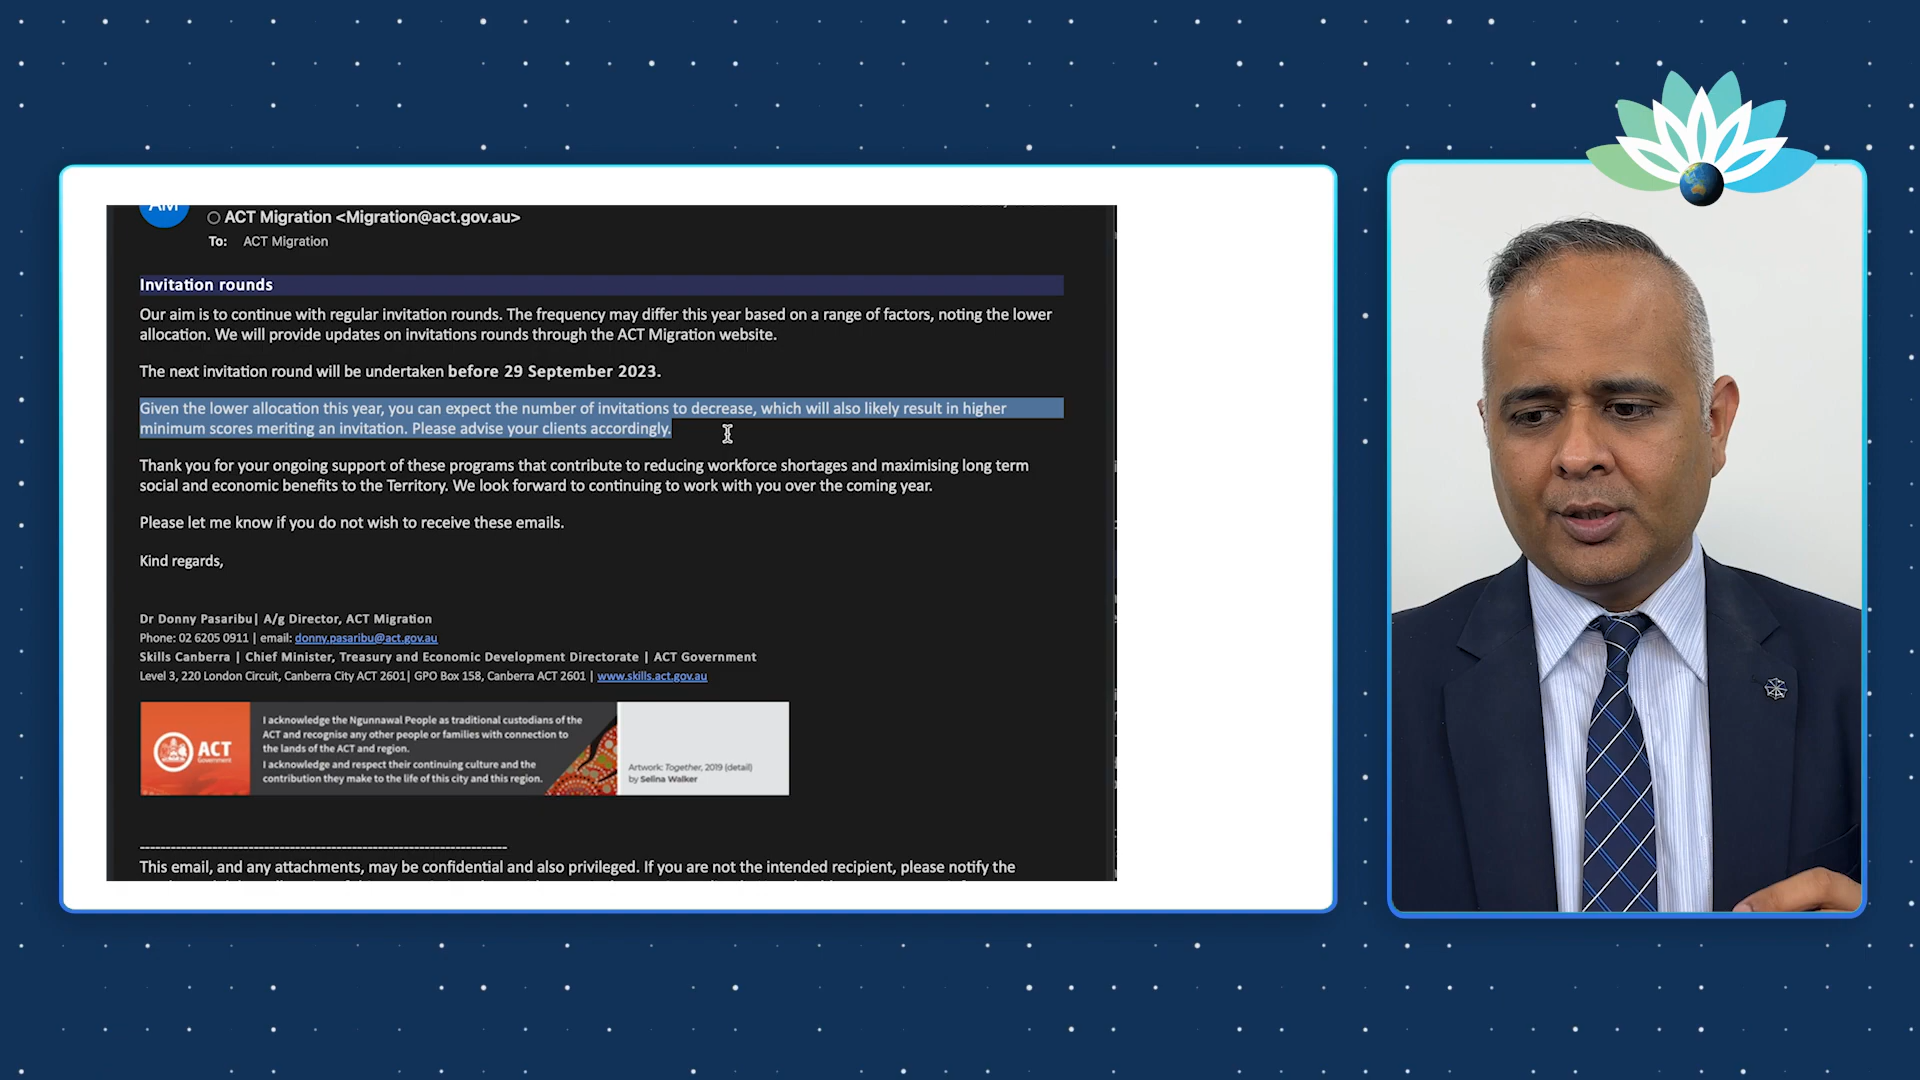 AM
ACT Migration <Migration@act.gov.au>
To: ACT Migration
Invitation rounds
Our aim is to continue with regular invitation rounds. The frequency may differ this year based on a range of factors, noting the lower
allocation. We will provide updates on invitations rounds through the ACT Migration website.
The next invitation round will be undertaken before 29 September 2023.
Given the lower allocation this year, you can expect the number of invitations to decrease, which will also likely result in higher
minimum scores meriting an invitation. Please advise your clients accordingly.
Thank you for your ongoing support of these programs that contribute to reducing workforce shortages and maximising long term
social and economic benefits to the Territory. We look forward to continuing to work with you over the coming year.
Please let me know if you do not wish to receive these emails.
Kind regards,
Dr Donny Pasaribu| A/g Director, ACT Migration
Phone: 02 6205 0911 | email: donny.pasaribu@act.gov.au
Skills Canberra | Chief Minister, Treasury and Economic Development Directorate | ACT Government
Level 3, 220 London Circuit, Canberra City ACT 2601| GPO Box 158, Canberra ACT 2601 | www.skills.act.gov.au
ACT
Government
I acknowledge the Ngunnawal People as traditional custodians of the
ACT and recognise any other people or families with connection to
the lands of the ACT and region.
I acknowledge and respect their continuing culture and the
contribution they make to the life of this city and this region.
Artwork: Together, 2019 (detail)
by Selina Walker
This email, and any attachments, may be confidential and also privileged. If you are not the intended recipient, please notify the